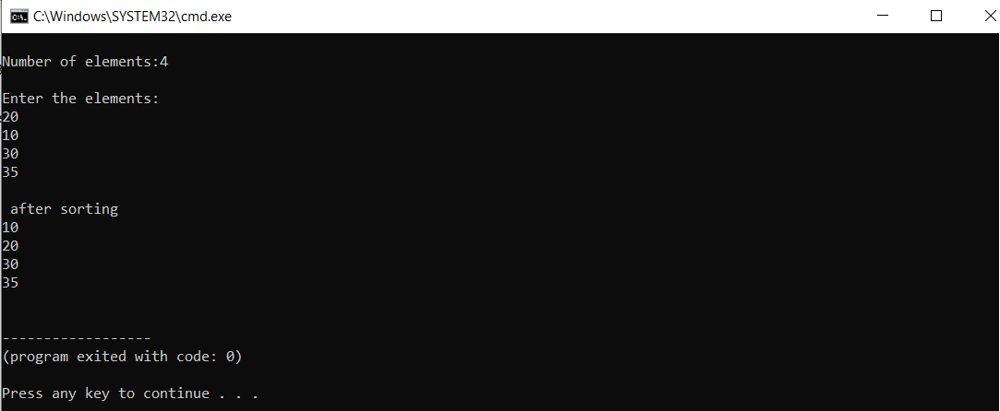 C:\Windows\SYSTEM32\cmd.exe
Number of elements:4
Enter the elements:
20
10
30
35
after sorting
10
20
30
35
------------------
(program exited with code: 0)
Press any key to continue . . .